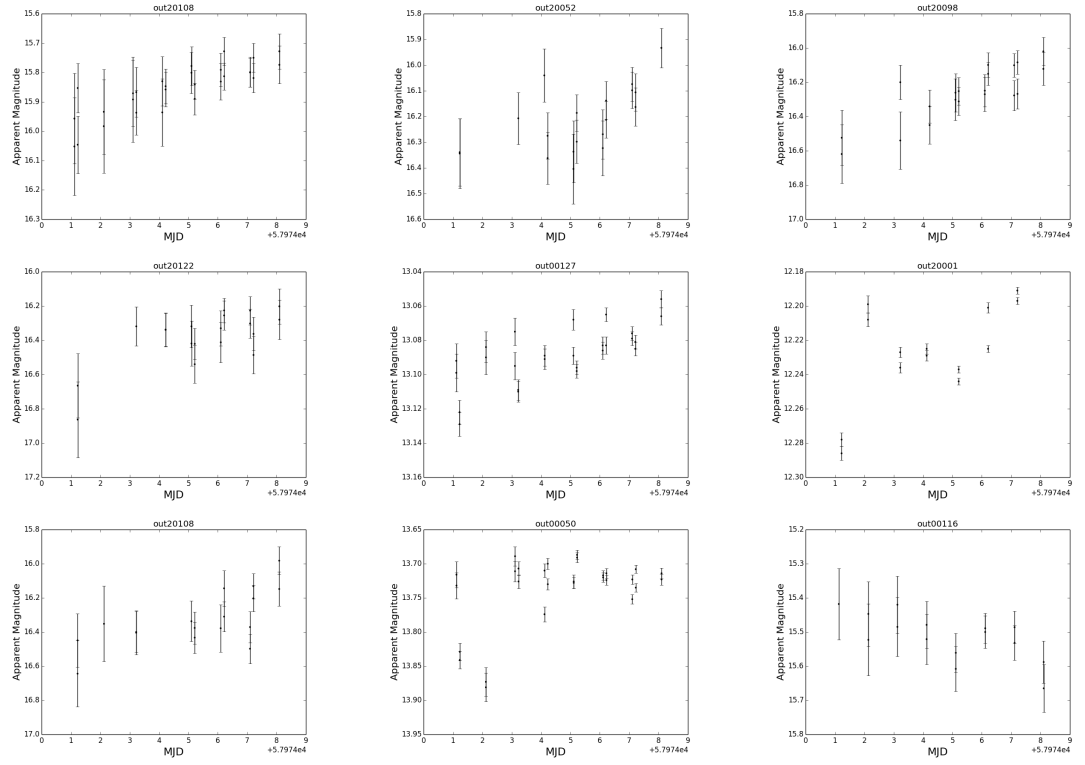 out20108
15.6
15.7
15.8
15.9
16.0
16.1
16.2
16.3
Apparent Magnitude
0 1 2 3 4 5 6 7 8 9
MJD
+5.7974e4
out20052
15.8
15.9
16.0
16.1
16.2
16.3
16.4
16.5
16.6
Apparent Magnitude
0 1 2 3 4 5 6 7 8 9
MJD
+5.7974e4
out20098
15.8
16.0
16.2
16.4
16.6
16.8
17.0
Apparent Magnitude
0 1 2 3 4 5 6 7 8 9
MJD
+5.7974e4
out20122
16.0
16.2
16.4
16.6
16.8
17.0
17.2
Apparent Magnitude
0 1 2 3 4 5 6 7 8 9
MJD
+5.7974e4
out00127
13.04
13.06
13.08
13.10
13.12
13.14
13.16
Apparent Magnitude
0 1 2 3 4 5 6 7 8 9
MJD
+5.7974e4
out20001
12.18
12.20
12.22
12.24
12.26
12.28
12.30
Apparent Magnitude
0 1 2 3 4 5 6 7 8 9
MJD
+5.7974e4
out20108
15.8
16.0
16.2
16.4
16.6
16.8
17.0
Apparent Magnitude
0 1 2 3 4 5 6 7 8 9
MJD
+5.7974e4
out00050
13.65
13.70
13.75
13.80
13.85
13.90
13.95
Apparent Magnitude
0 1 2 3 4 5 6 7 8 9
MJD
+5.7974e4
out00116
15.2
15.3
15.4
15.5
15.6
15.7
15.8
Apparent Magnitude
0 1 2 3 4 5 6 7 8 9
MJD
+5.7974e4